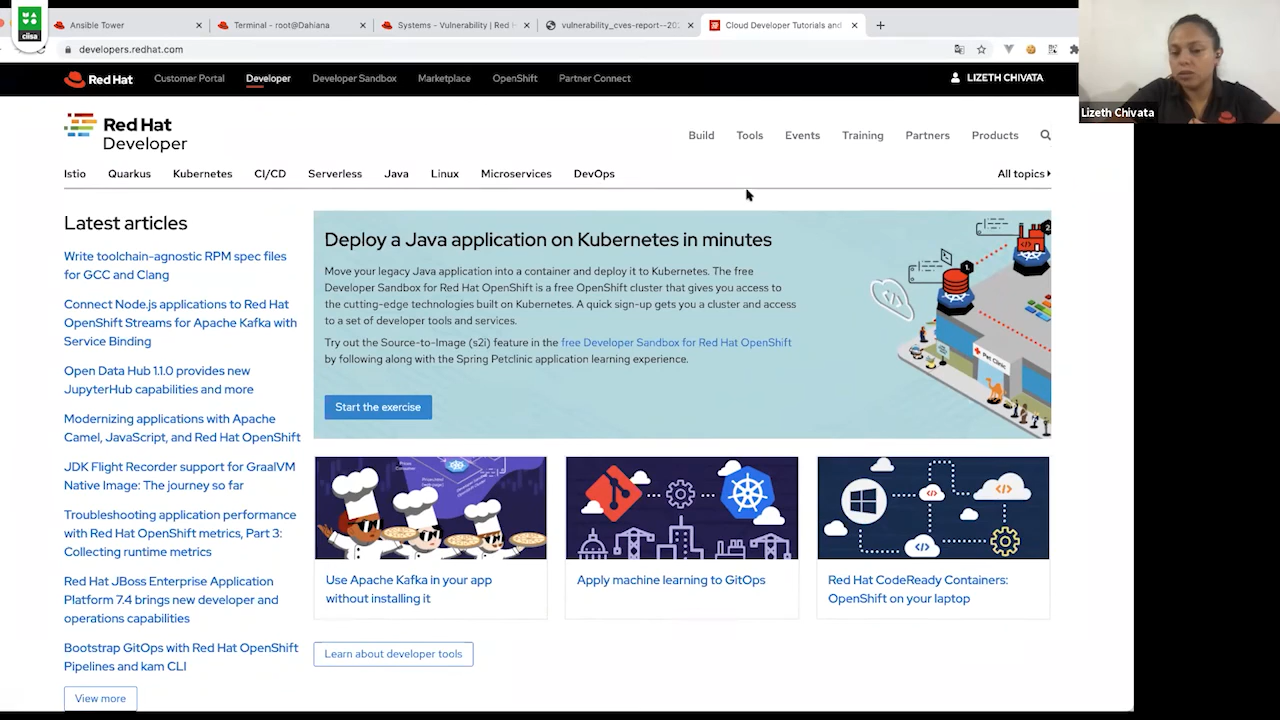 Ansible Tower
Terminal - root@Dahiana
Systems - Vulnerability | Red H
vulnerability_cves-report--20
Cloud Developer Tutorials and
ciisa
developers.redhat.com
Red Hat
Customer Portal
Developer
Developer Sandbox
Marketplace
OpenShift
Partner Connect
LIZETH CHIVATA
Lizeth Chivata
Red Hat
Developer
Build
Tools
Events
Training
Partners
Products
Istio
Quarkus
Kubernetes
CI/CD
Serverless
Java
Linux
Microservices
DevOps
All topics
Latest articles
Write toolchain-agnostic RPM spec files
for GCC and Clang
Connect Node.js applications to Red Hat
OpenShift Streams for Apache Kafka with
Service Binding
Open Data Hub 1.1.0 provides new
JupyterHub capabilities and more
Modernizing applications with Apache
Camel, JavaScript, and Red Hat OpenShift
JDK Flight Recorder support for GraalVM
Native Image: The journey so far
Troubleshooting application performance
with Red Hat OpenShift metrics, Part 3:
Collecting runtime metrics
Red Hat JBoss Enterprise Application
Platform 7.4 brings new developer and
operations capabilities
Bootstrap GitOps with Red Hat OpenShift
Pipelines and kam CLI
View more
Deploy a Java application on Kubernetes in minutes
Move your legacy Java application into a container and deploy it to Kubernetes. The free
Developer Sandbox for Red Hat OpenShift is a free OpenShift cluster that gives you access to
the cutting-edge technologies built on Kubernetes. A quick sign-up gets you a cluster and access
to a set of developer tools and services.
Try out the Source-to-Image (s2i) feature in the free Developer Sandbox for Red Hat OpenShift
by following along with the Spring Petclinic application learning experience.
Start the exercise
Pet Clinic
Use Apache Kafka in your app
without installing it
Apply machine learning to GitOps
Red Hat CodeReady Containers:
OpenShift on your laptop
Learn about developer tools